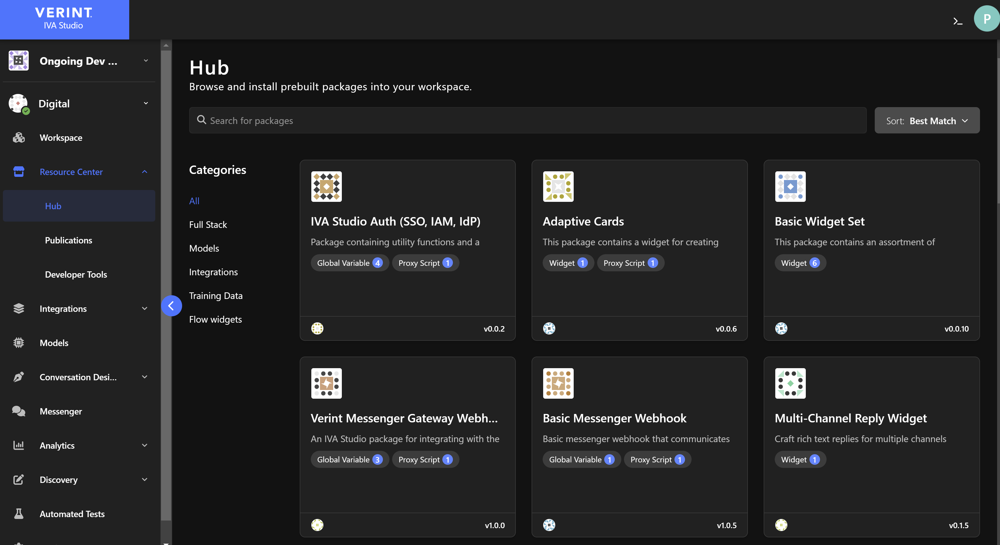 VERINT.
IVA Studio
>_
P
Ongoing Dev ...
Digital
Workspace
Resource Center
Hub
Publications
Developer Tools
Integrations
Models
Conversation Desi...
Messenger
Analytics
Discovery
Automated Tests
Hub
Browse and install prebuilt packages into your workspace.
Search for packages
Sort: Best Match
Categories
All
Full Stack
Models
Integrations
Training Data
Flow widgets
IVA Studio Auth (SSO, IAM, IdP)
Package containing utility functions and a
Global Variable 4 Proxy Script 1
v0.0.2
Adaptive Cards
This package contains a widget for creating
Widget 1 Proxy Script 1
v0.0.6
Basic Widget Set
This package contains an assortment of
Widget 6
v0.0.10
Verint Messenger Gateway Webh...
An IVA Studio package for integrating with the
Global Variable 3 Proxy Script 1
v1.0.0
Basic Messenger Webhook
Basic messenger webhook that communicates
Global Variable 1 Proxy Script 1
v1.0.5
Multi-Channel Reply Widget
Craft rich text replies for multiple channels
Widget 1
v0.1.5